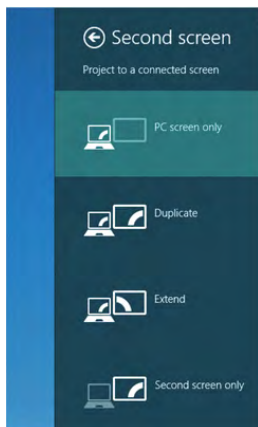 Second screen
Project to a connected screen
PC screen only
Duplicate
Extend
Second screen only